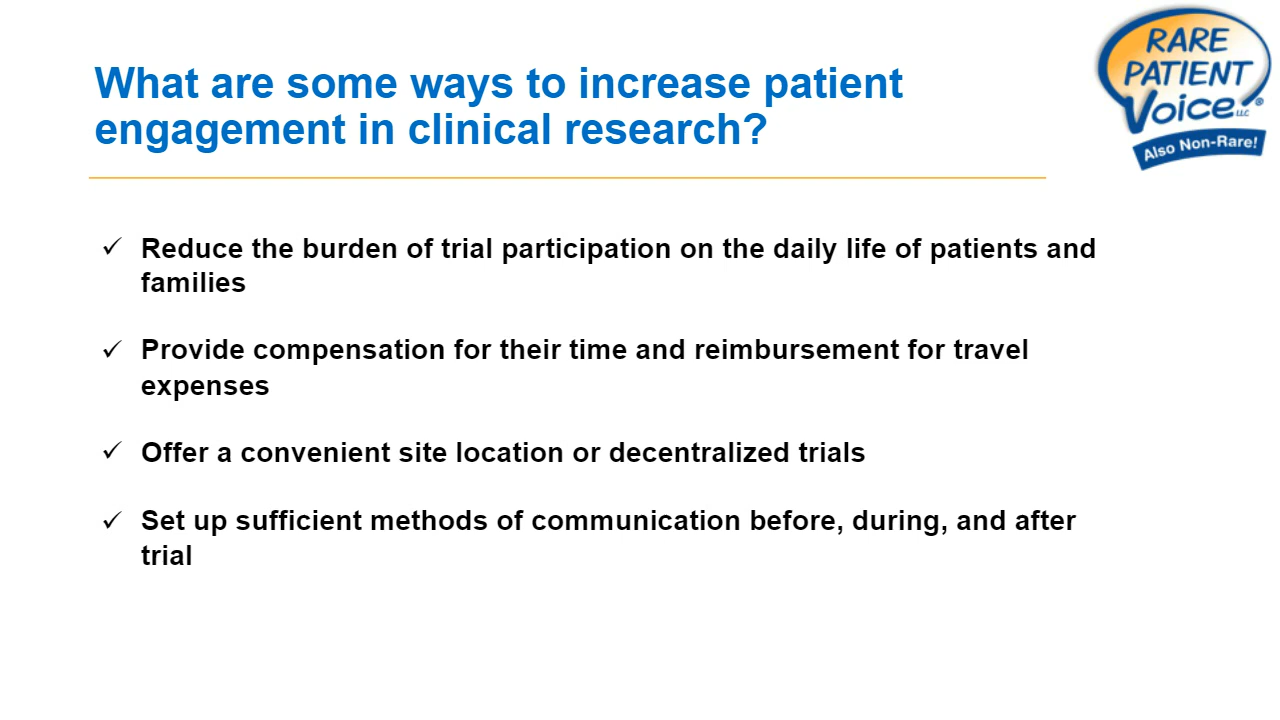 What are some ways to increase patient
engagement in clinical research?
RARE
PATIENT
Voice LLC ®
Also Non-Rare!
✓ Reduce the burden of trial participation on the daily life of patients and
families
✓ Provide compensation for their time and reimbursement for travel
expenses
✓ Offer a convenient site location or decentralized trials
✓ Set up sufficient methods of communication before, during, and after
trial